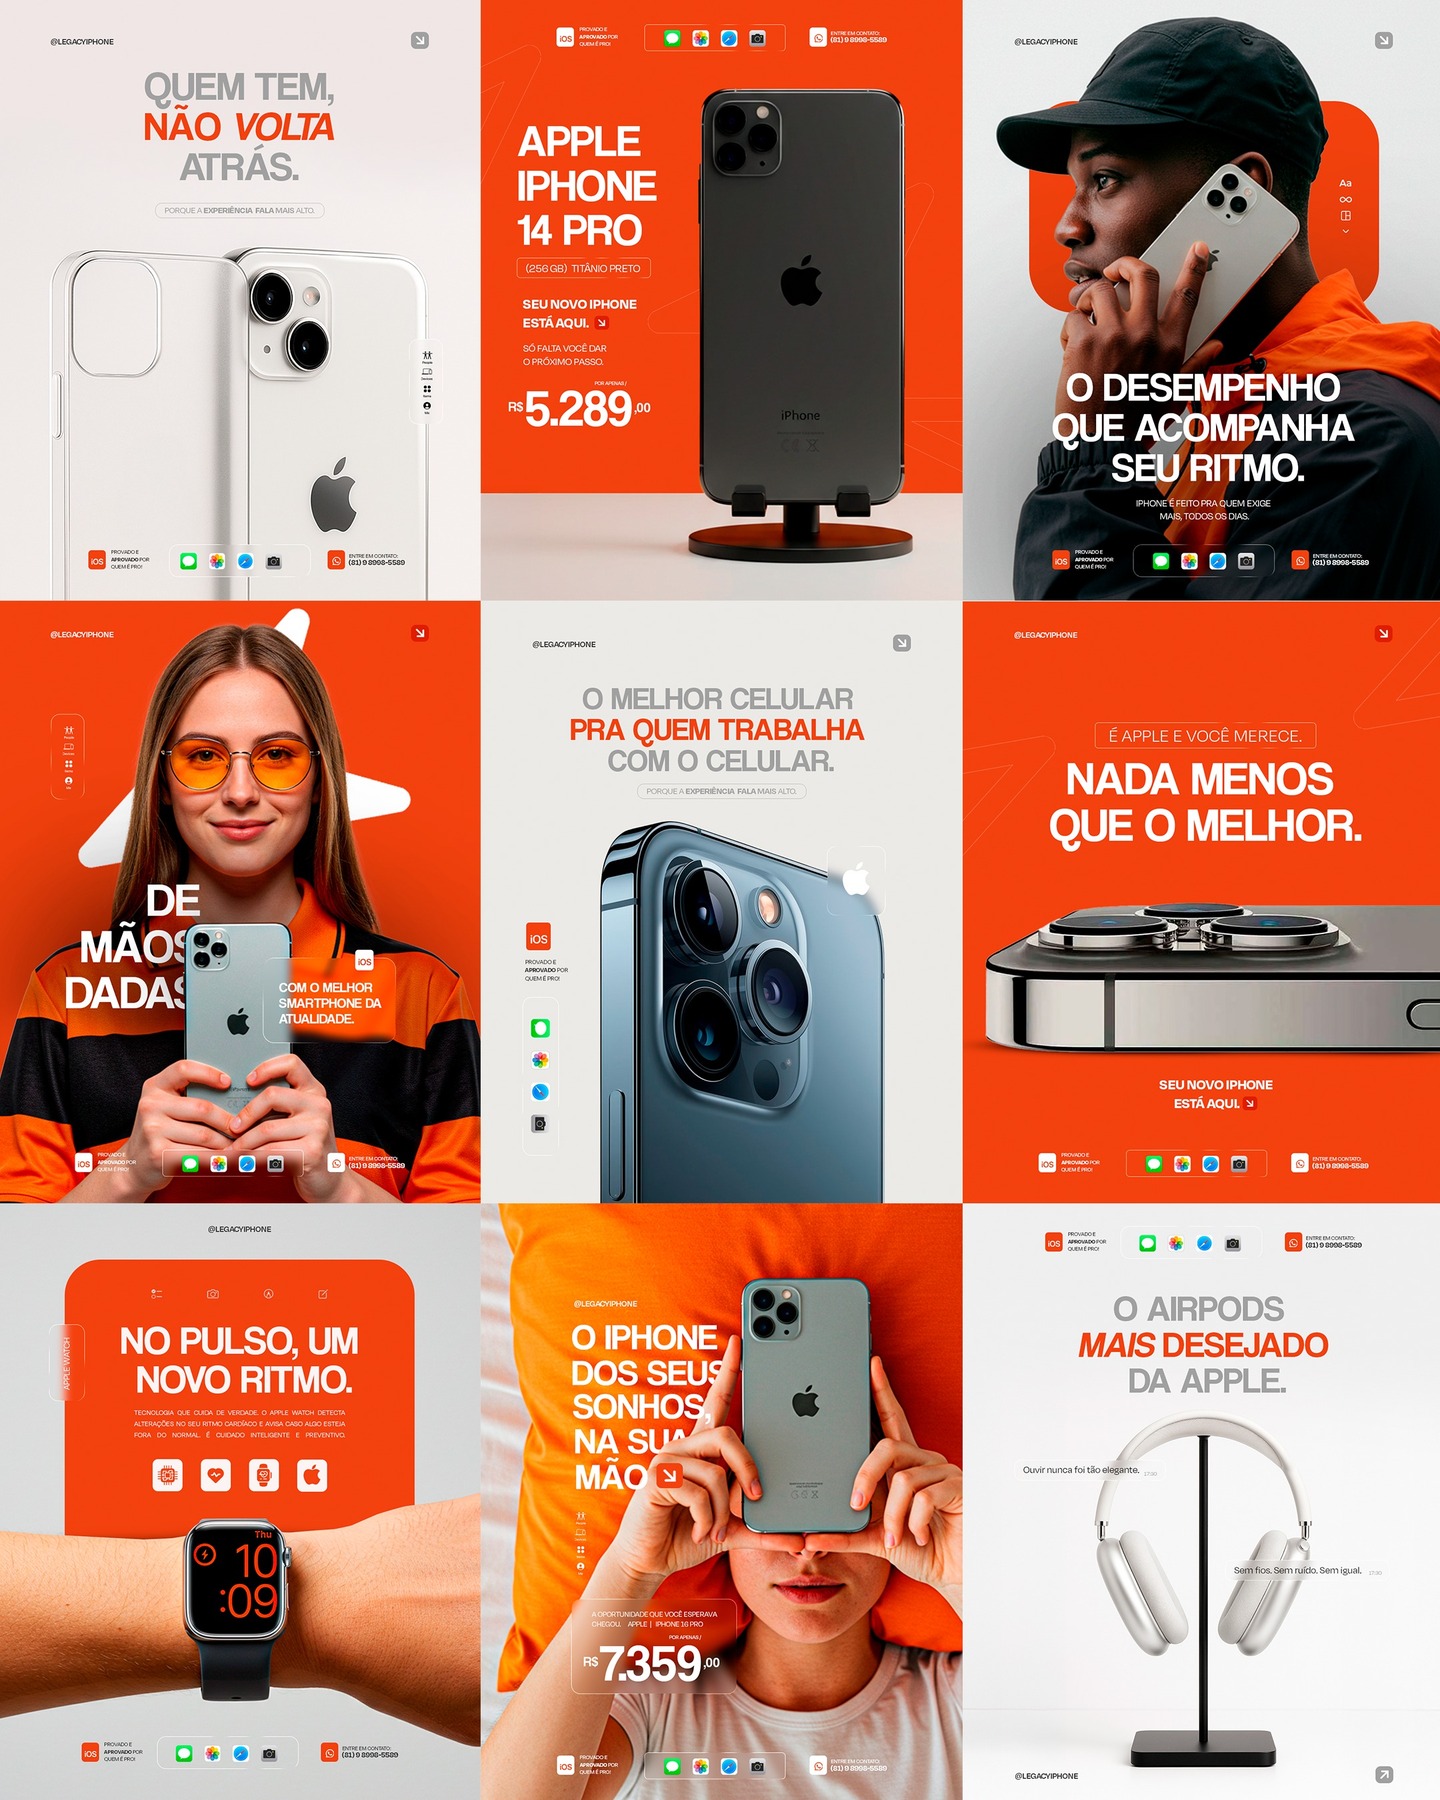 @LEGACYIPHONE
QUEM TEM,
NÃO VOLTA
ATRÁS.
PORQUE A EXPERIÊNCIA FALA MAIS ALTO.
iOS
PROVADO E
APROVADO POR
QUEM É PRO!
ENTRE EM CONTATO:
(81) 9 8998-5589
iOS
PROVADO E
APROVADO POR
QUEM É PRO!
ENTRE EM CONTATO:
(81) 9 8998-5589
APPLE
IPHONE
14 PRO
(256 GB) TITÂNIO PRETO
SEU NOVO IPHONE
ESTÁ AQUI.
SÓ FALTA VOCÊ DAR
O PRÓXIMO PASSO.
POR APENAS /
R$ 5.289,00
iPhone
@LEGACYIPHONE
Aa
O DESEMPENHO
QUE ACOMPANHA
SEU RITMO.
IPHONE É FEITO PRA QUEM EXIGE
MAIS, TODOS OS DIAS.
iOS
PROVADO E
APROVADO POR
QUEM É PRO!
ENTRE EM CONTATO:
(81) 9 8998-5589
@LEGACYIPHONE
DE
MÃOS
DADAS
iOS
COM O MELHOR
SMARTPHONE DA
ATUALIDADE.
iOS
PROVADO E
APROVADO POR
QUEM É PRO!
ENTRE EM CONTATO:
(81) 9 8998-5589
@LEGACYIPHONE
O MELHOR CELULAR
PRA QUEM TRABALHA
COM O CELULAR.
PORQUE A EXPERIÊNCIA FALA MAIS ALTO.
iOS
PROVADO E
APROVADO POR
QUEM É PRO!
@LEGACYIPHONE
É APPLE E VOCÊ MERECE.
NADA MENOS
QUE O MELHOR.
SEU NOVO IPHONE
ESTÁ AQUI.
iOS
PROVADO E
APROVADO POR
QUEM É PRO!
ENTRE EM CONTATO:
(81) 9 8998-5589
@LEGACYIPHONE
APPLE WATCH
NO PULSO, UM
NOVO RITMO.
TECNOLOGIA QUE CUIDA DE VERDADE. O APPLE WATCH DETECTA
ALTERAÇÕES NO SEU RITMO CARDÍACO E AVISA CASO ALGO ESTEJA
FORA DO NORMAL. É CUIDADO INTELIGENTE E PREVENTIVO.
Thu
10
:09
iOS
PROVADO E
APROVADO POR
QUEM É PRO!
ENTRE EM CONTATO:
(81) 9 8998-5589
@LEGACYIPHONE
O IPHONE
DOS SEUS
SONHOS,
NA SUA
MÃO
A OPORTUNIDADE QUE VOCÊ ESPERAVA
CHEGOU. APPLE | IPHONE 16 PRO
POR APENAS /
R$ 7.359,00
iOS
PROVADO E
APROVADO POR
QUEM É PRO!
ENTRE EM CONTATO:
(81) 9 8998-5589
iOS
PROVADO E
APROVADO POR
QUEM É PRO!
ENTRE EM CONTATO:
(81) 9 8998-5589
O AIRPODS
MAIS DESEJADO
DA APPLE.
Ouvir nunca foi tão elegante.
Sem fios. Sem ruído. Sem igual.
@LEGACYIPHONE